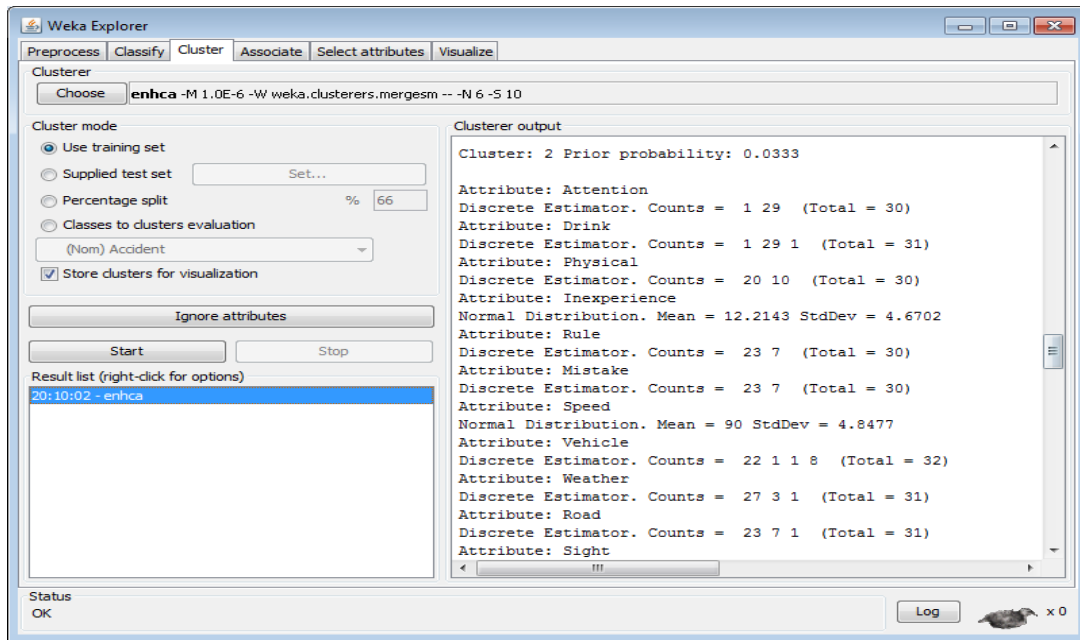 Weka Explorer
Preprocess Classify Cluster Associate Select attributes Visualize
Clusterer
Choose enhca -M 1.0E-6 -W weka.clusterers.mergesm -- -N 6 -S 10
Cluster mode
Use training set
Supplied test set Set...
Percentage split % 66
Classes to clusters evaluation
(Nom) Accident
Store clusters for visualization
Ignore attributes
Start Stop
Result list (right-click for options)
20:10:02 - enhca
Clusterer output
Cluster: 2 Prior probability: 0.0333
Attribute: Attention
Discrete Estimator. Counts = 1 29 (Total = 30)
Attribute: Drink
Discrete Estimator. Counts = 1 29 1 (Total = 31)
Attribute: Physical
Discrete Estimator. Counts = 20 10 (Total = 30)
Attribute: Inexperience
Normal Distribution. Mean = 12.2143 StdDev = 4.6702
Attribute: Rule
Discrete Estimator. Counts = 23 7 (Total = 30)
Attribute: Mistake
Discrete Estimator. Counts = 23 7 (Total = 30)
Attribute: Speed
Normal Distribution. Mean = 90 StdDev = 4.8477
Attribute: Vehicle
Discrete Estimator. Counts = 22 1 1 8 (Total = 32)
Attribute: Weather
Discrete Estimator. Counts = 27 3 1 (Total = 31)
Attribute: Road
Discrete Estimator. Counts = 23 7 1 (Total = 31)
Attribute: Sight
Status
OK
Log x 0